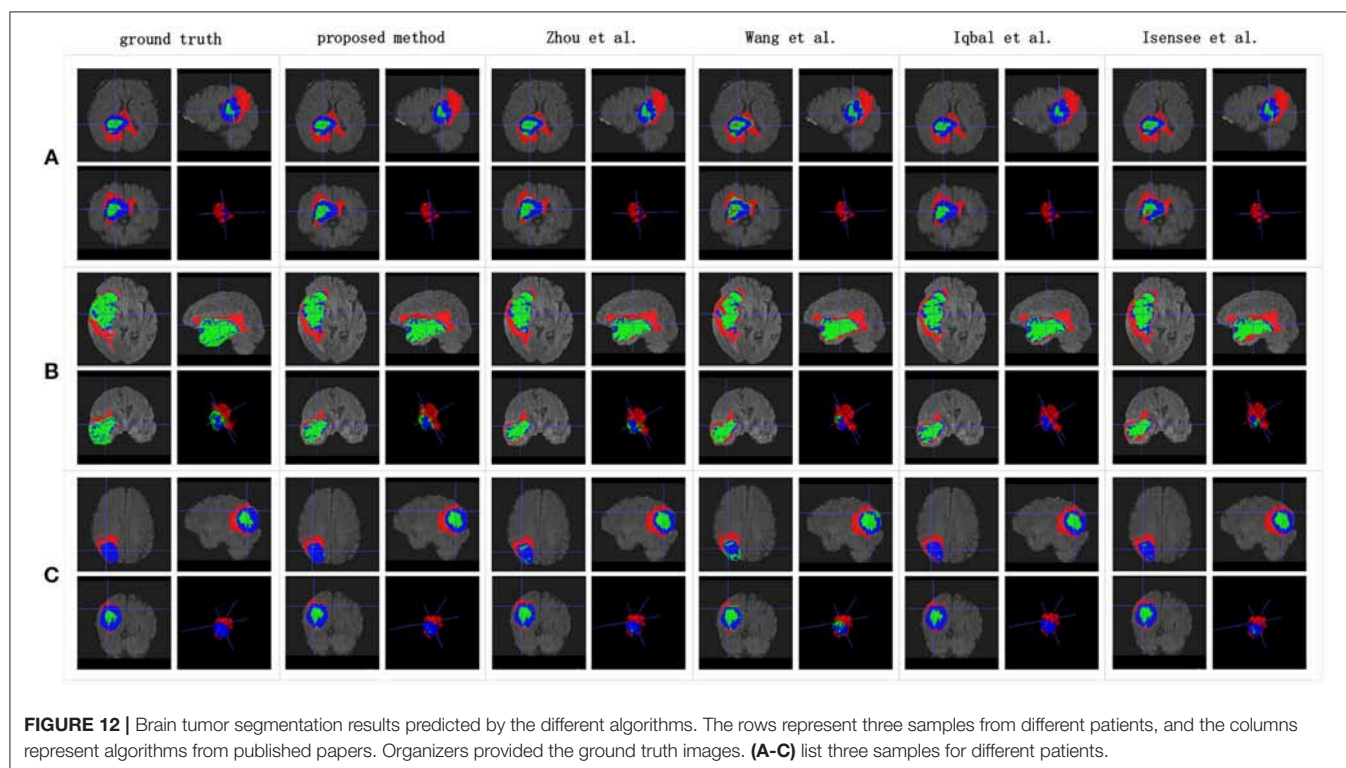 ground truth
proposed method
Zhou et al.
Wang et al.
Iqbal et al.
Isensee et al.
A
B
C
FIGURE 12 | Brain tumor segmentation results predicted by the different algorithms. The rows represent three samples from different patients, and the columns
represent algorithms from published papers. Organizers provided the ground truth images. (A-C) list three samples for different patients.